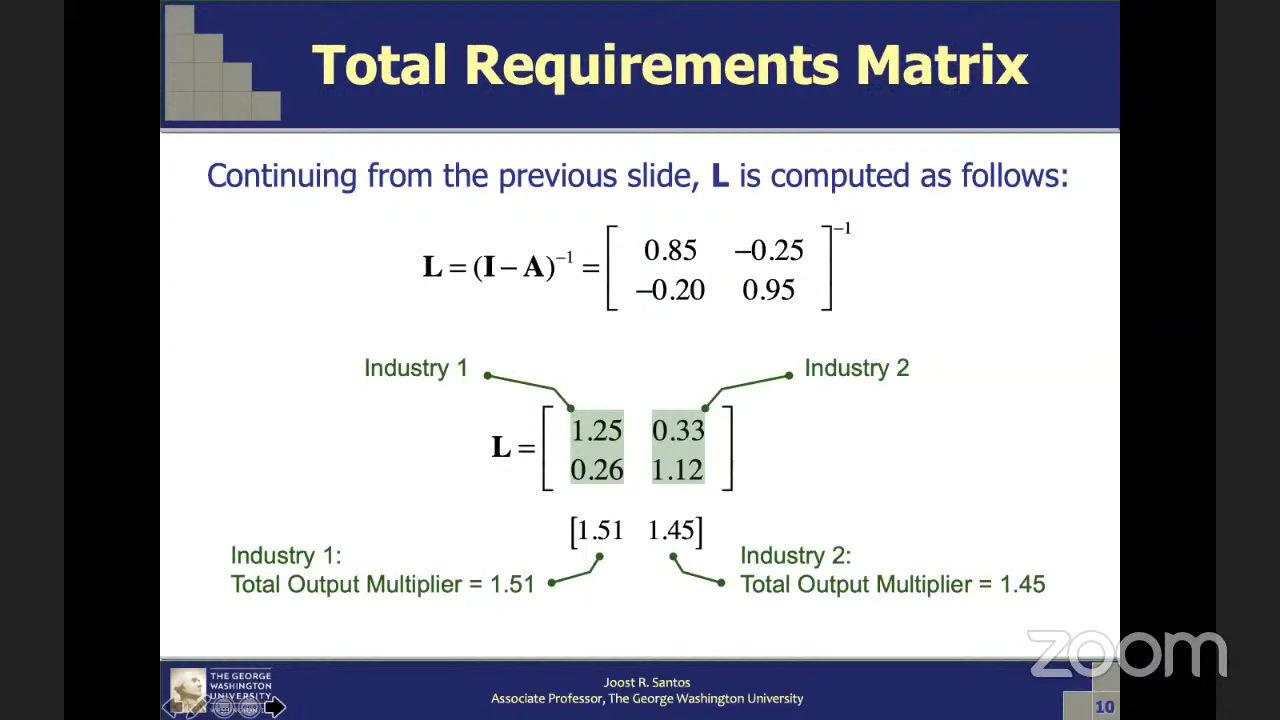 Total Requirements Matrix
Continuing from the previous slide, L is computed as follows:
L = (I – A)⁻¹ = [ 0.85 –0.25
–0.20 0.95 ]⁻¹
Industry 1
Industry 2
L = [ 1.25 0.33
0.26 1.12 ]
[1.51 1.45]
Industry 1:
Total Output Multiplier = 1.51
Industry 2:
Total Output Multiplier = 1.45
zoom
THE GEORGE
WASHINGTON
UNIVERSITY
Joost R. Santos
Associate Professor, The George Washington University
10